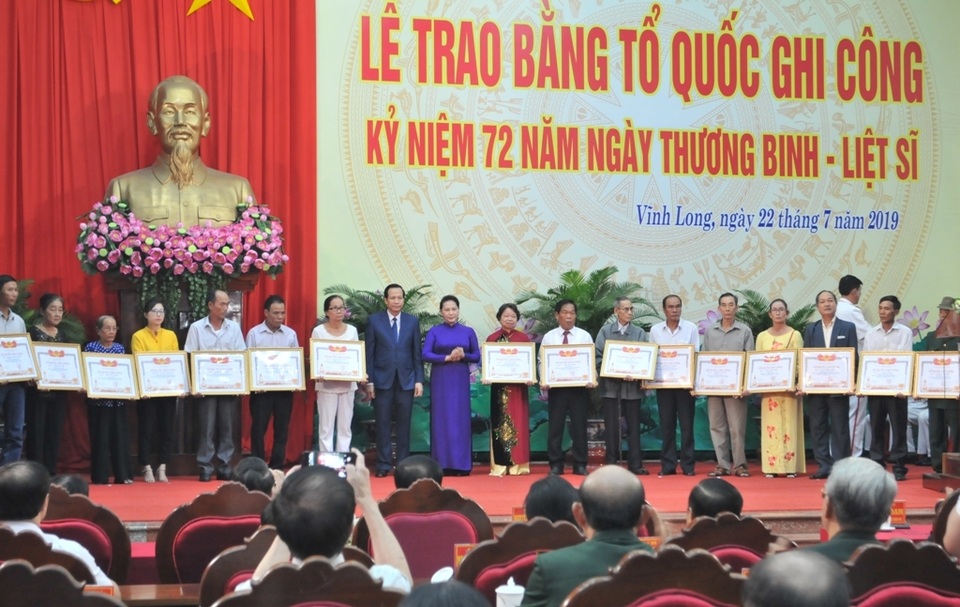 LỄ TRAO BẰNG TỔ QUỐC GHI CÔNG
KỶ NIỆM 72 NĂM NGÀY THƯƠNG BINH - LIỆT SĨ
Vĩnh Long, ngày 22 tháng 7 năm 2019